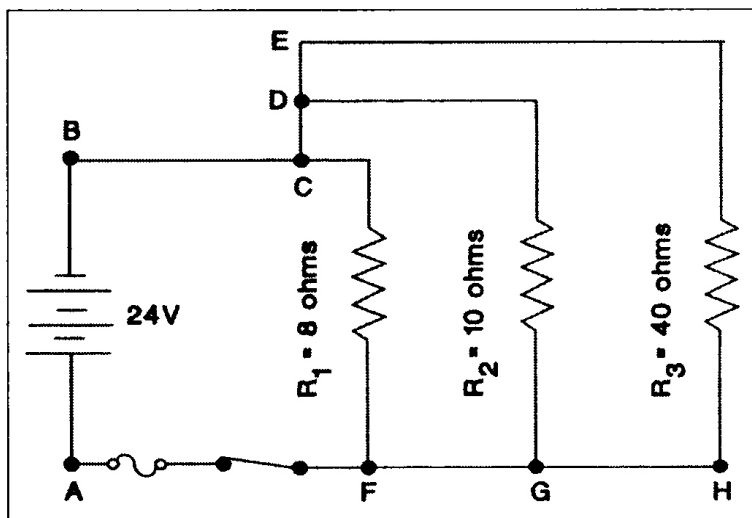 E
D
B
C
24V
R1 = 8 ohms
R2 = 10 ohms
R3 = 40 ohms
A
F
G
H